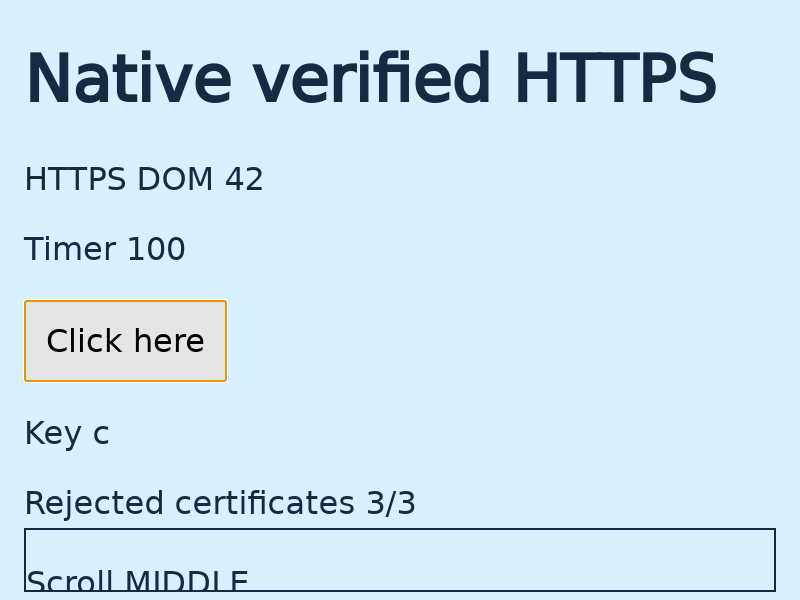 Native verified HTTPS
HTTPS DOM 42
Timer 100
Click here
Key c
Rejected certificates 3/3
Scroll MIDDLE